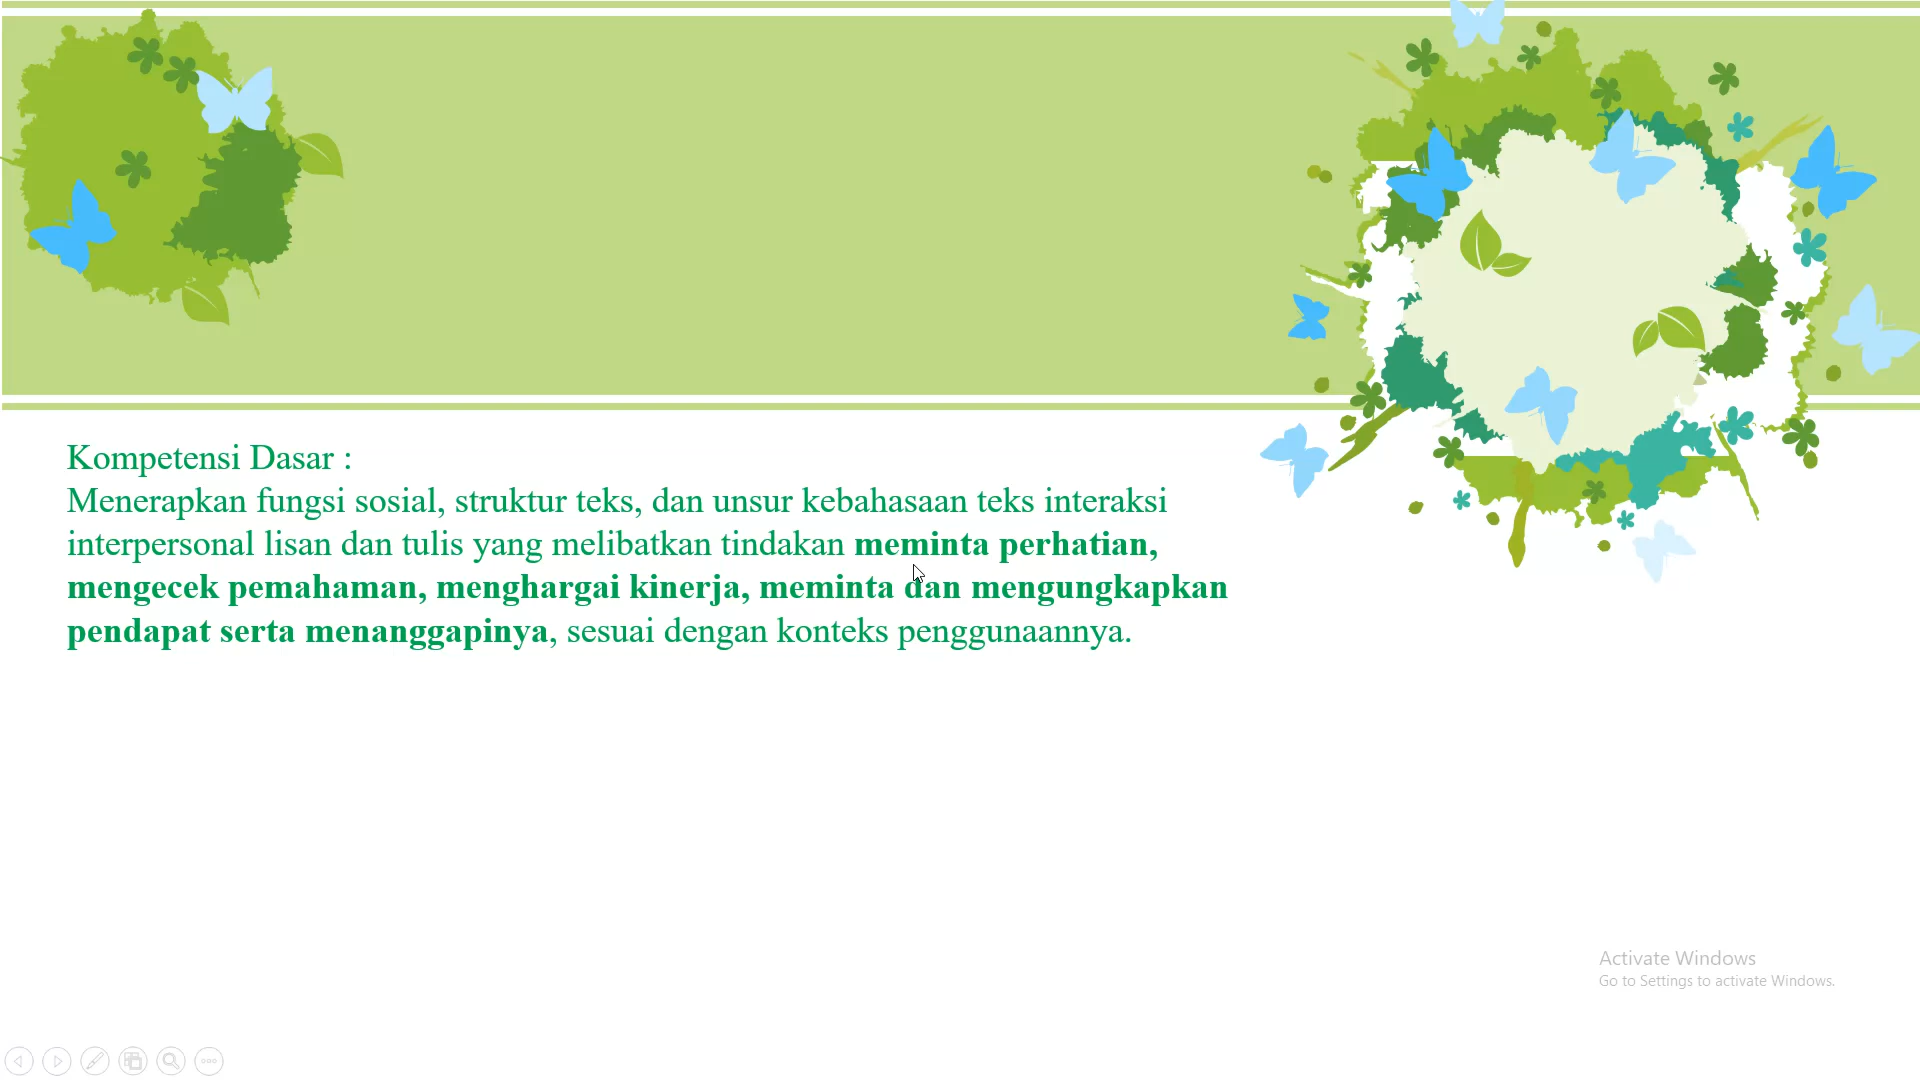 Kompetensi Dasar :
Menerapkan fungsi sosial, struktur teks, dan unsur kebahasaan teks interaksi
interpersonal lisan dan tulis yang melibatkan tindakan meminta perhatian,
mengecek pemahaman, menghargai kinerja, meminta dan mengungkapkan
pendapat serta menanggapinya, sesuai dengan konteks penggunaannya.
Activate Windows
Go to Settings to activate Windows.